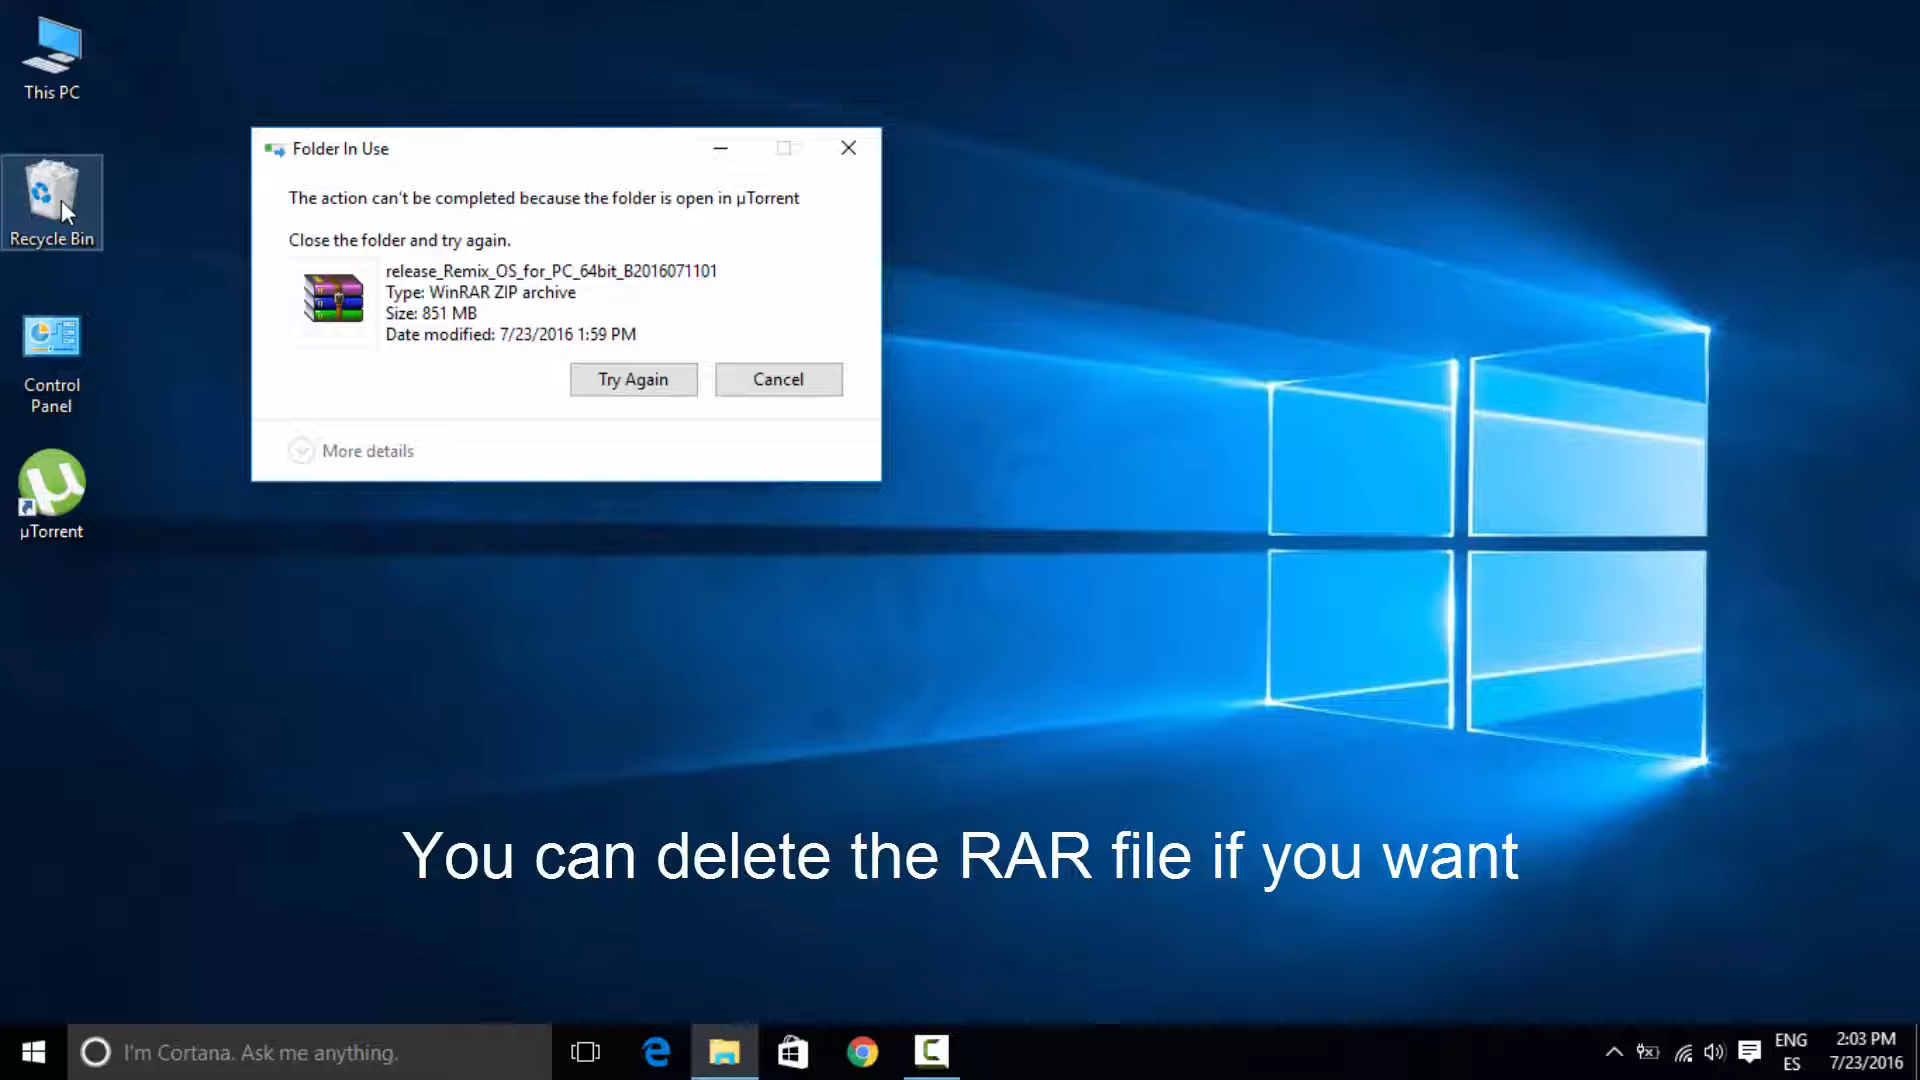 This PC
Recycle Bin
Control
Panel
µTorrent
Folder In Use
The action can't be completed because the folder is open in µTorrent
Close the folder and try again.
release_Remix_OS_for_PC_64bit_B2016071101
Type: WinRAR ZIP archive
Size: 851 MB
Date modified: 7/23/2016 1:59 PM
Try Again
Cancel
More details
You can delete the RAR file if you want
I'm Cortana. Ask me anything.
ENG
ES
2:03 PM
7/23/2016